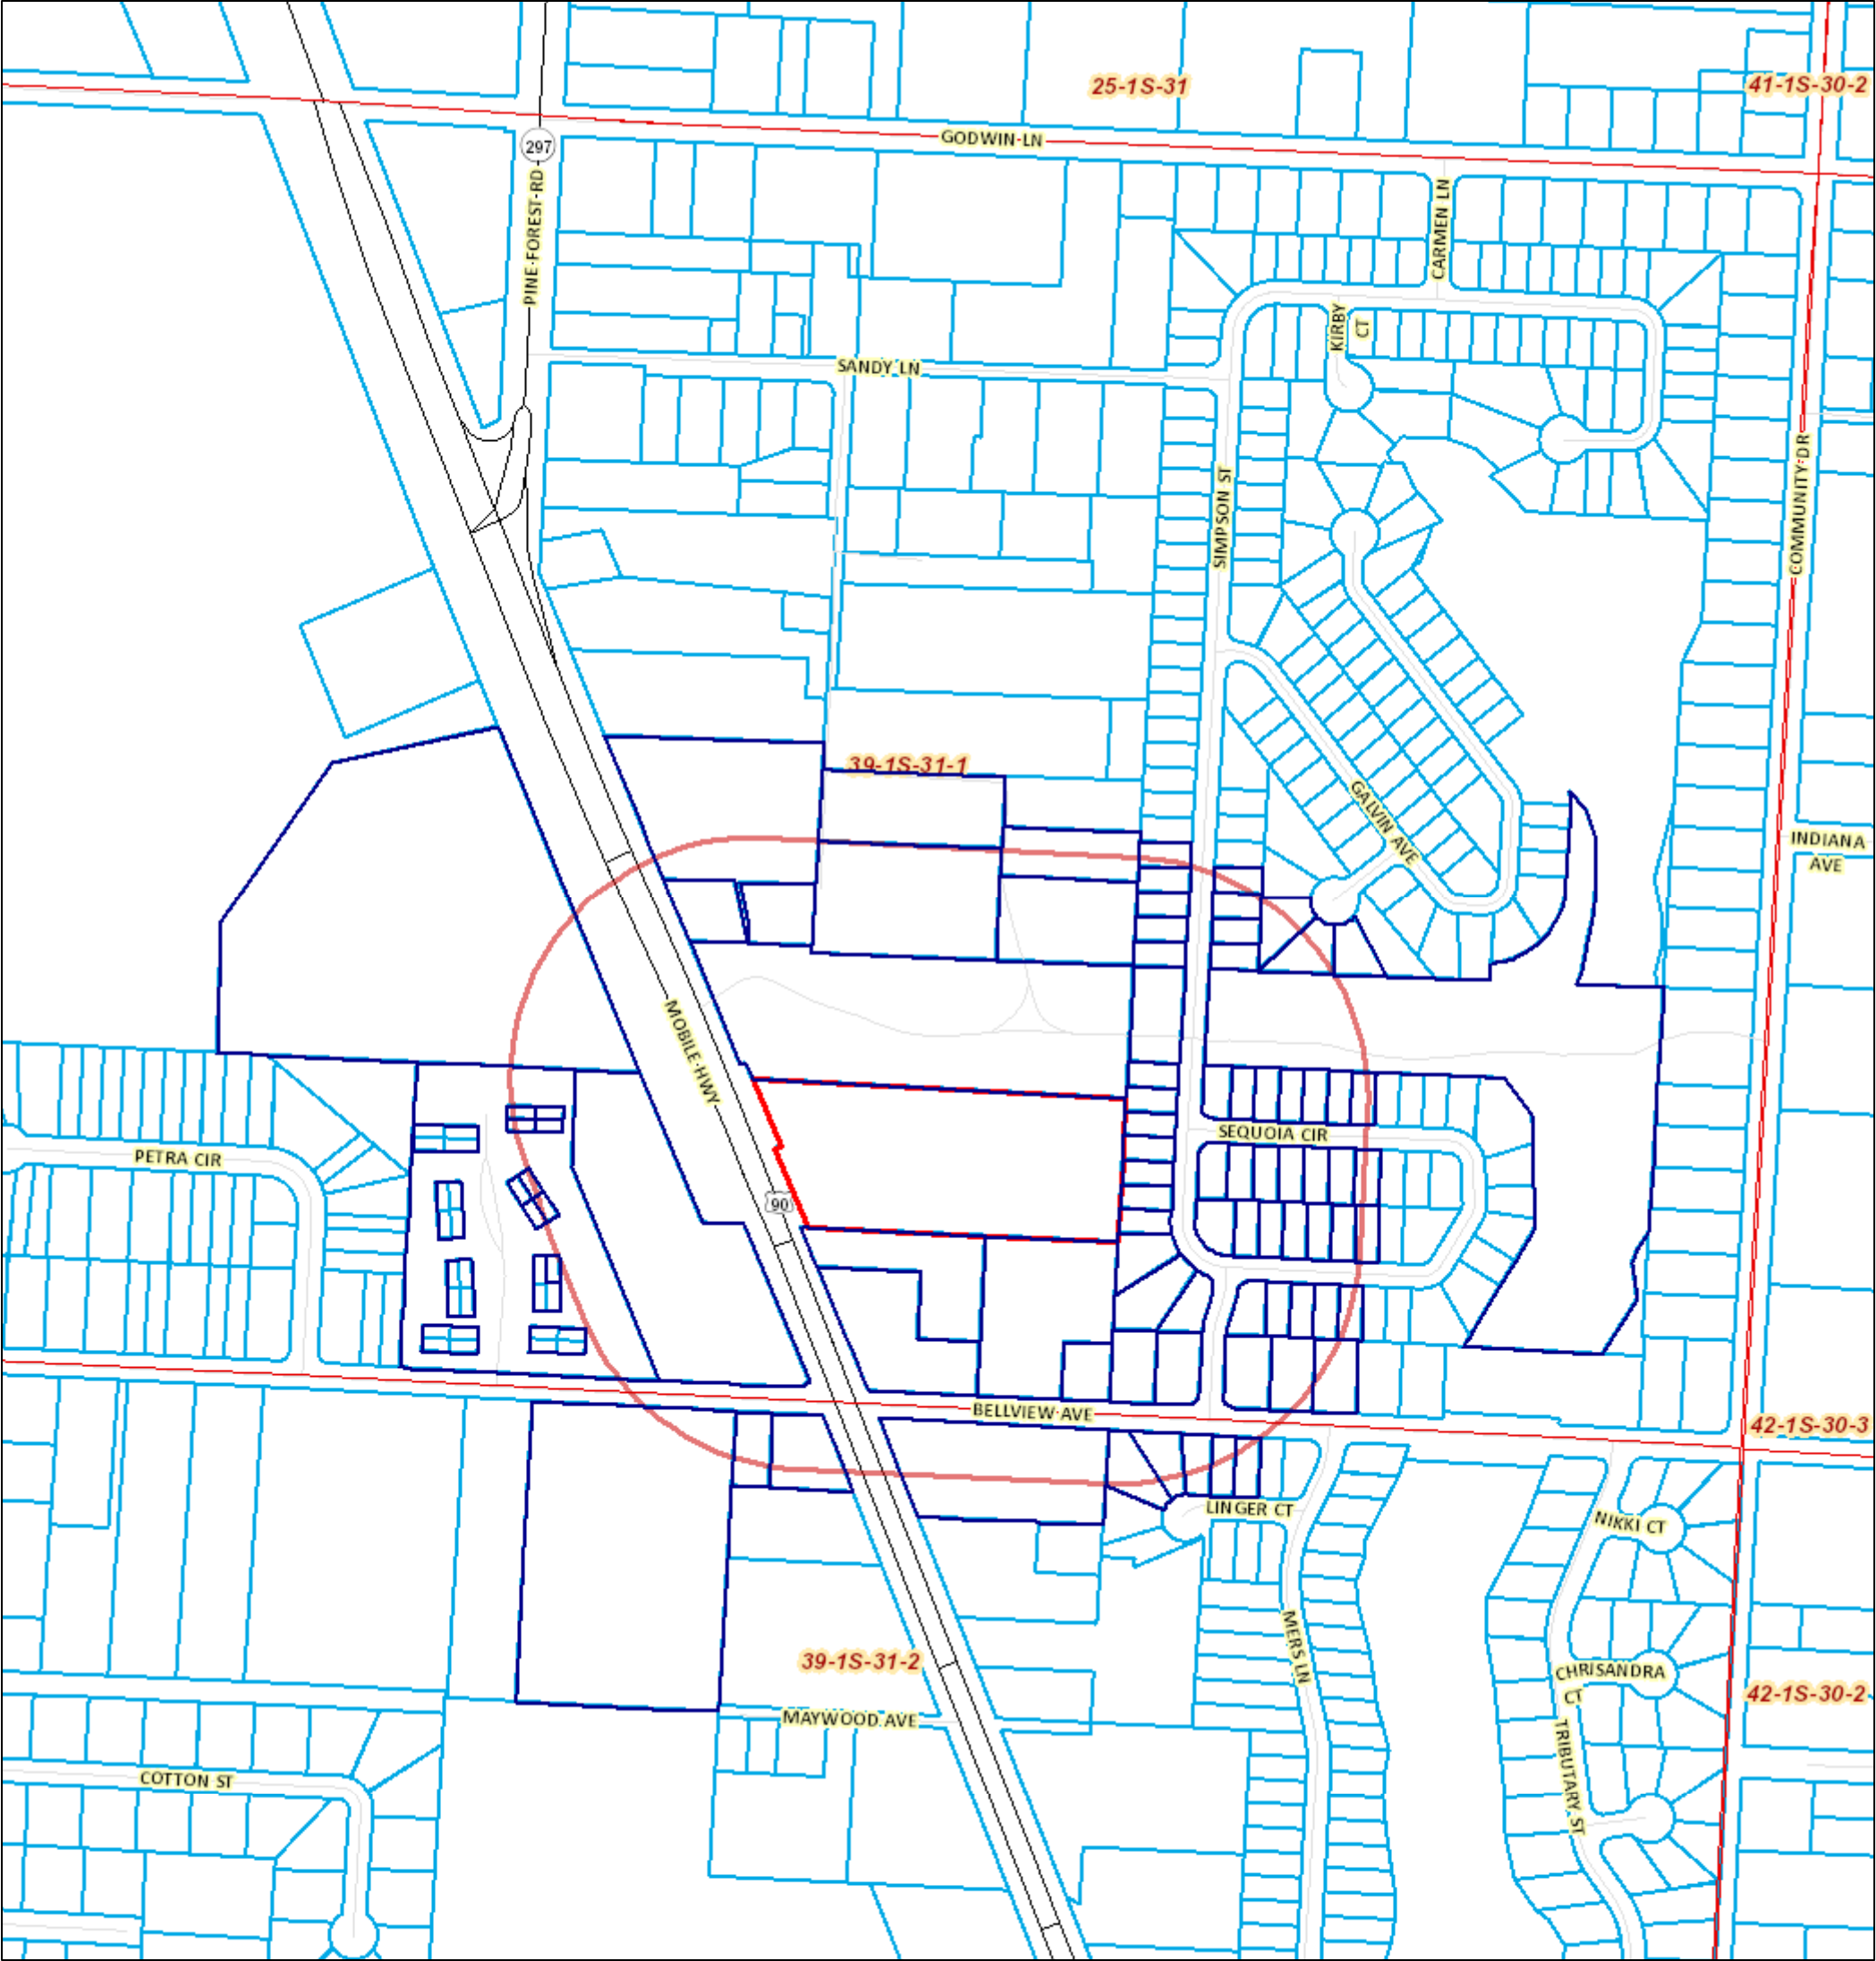 25-1S-31
41-1S-30-2
GODWIN LN
297
PINE FOREST RD
CARMEN LN
KIRBY
CT
SANDY LN
SIMPSON ST
COMMUNITY DR
39-1S-31-1
GALVIN AVE
INDIANA
AVE
MOBILE HWY
SEQUOIA CIR
PETRA CIR
90
BELLVIEW AVE
42-1S-30-3
LINGER CT
NIKKI CT
MERS LN
39-1S-31-2
CHRISANDRA
CT
42-1S-30-2
MAYWOOD AVE
TRIBUTARY ST
COTTON ST